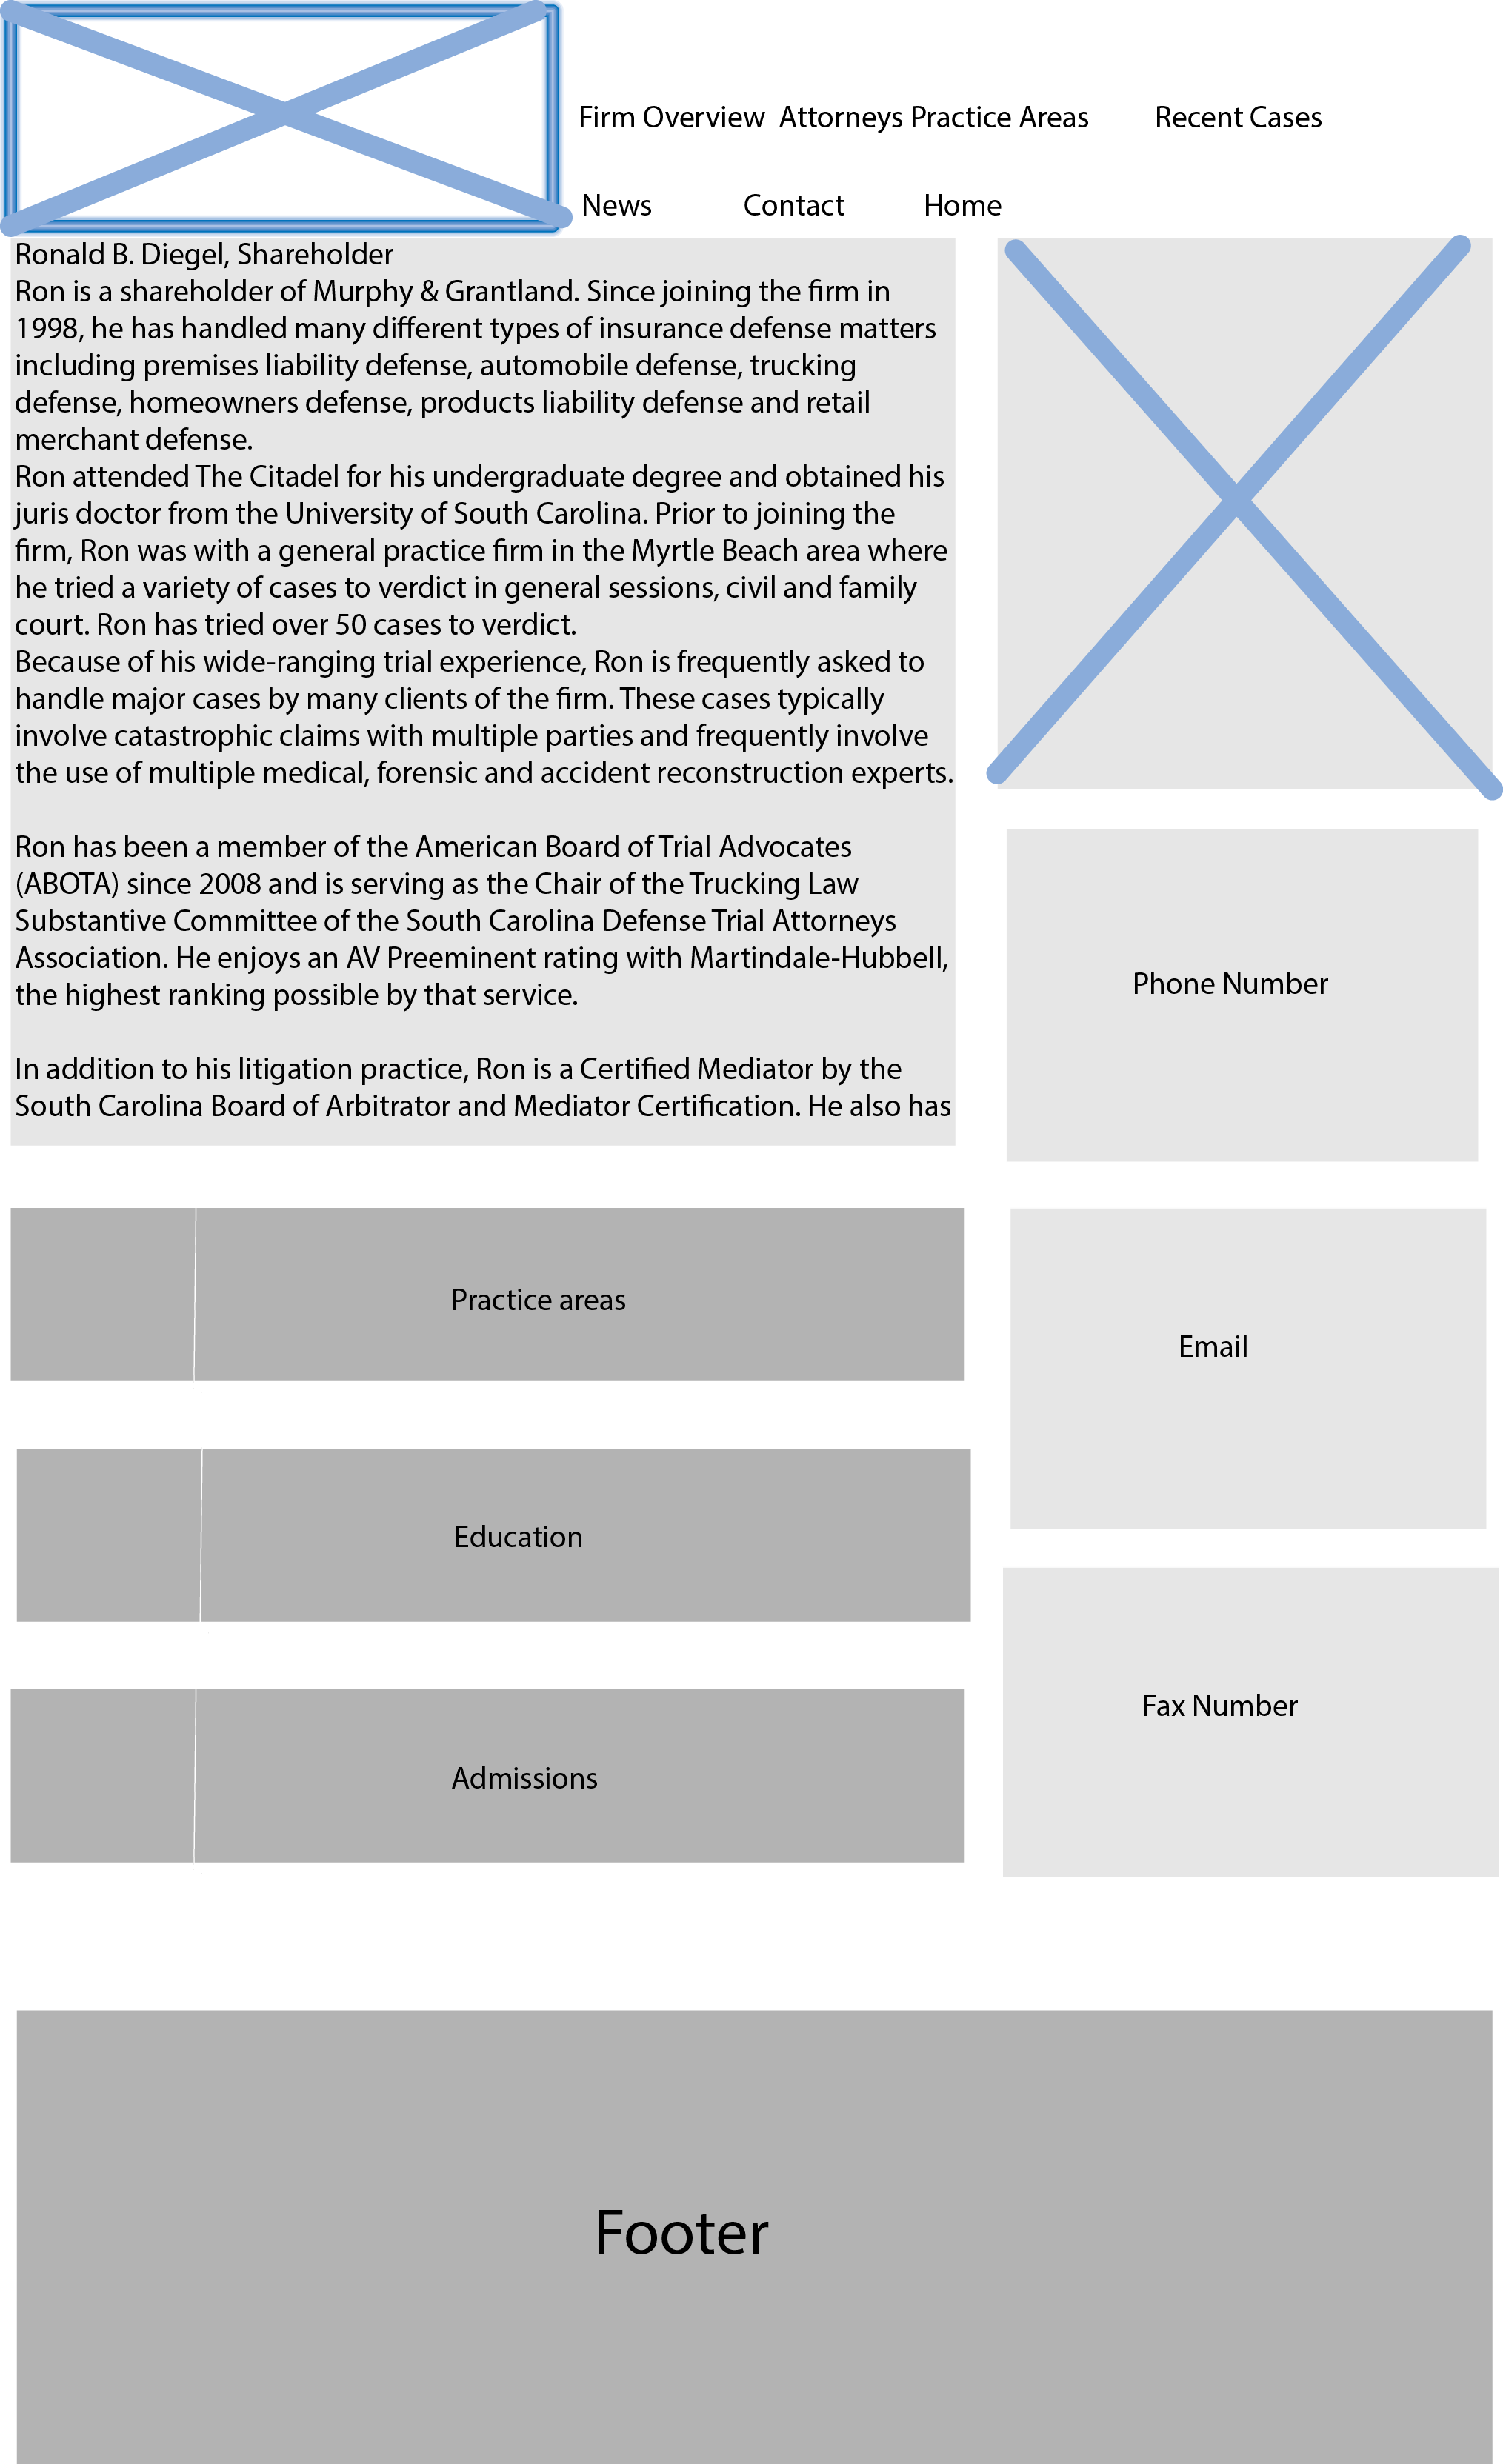 Firm Overview Attorneys Practice Areas Recent Cases
News Contact Home
Ronald B. Diegel, Shareholder
Ron is a shareholder of Murphy & Grantland. Since joining the firm in
1998, he has handled many different types of insurance defense matters
including premises liability defense, automobile defense, trucking
defense, homeowners defense, products liability defense and retail
merchant defense.
Ron attended The Citadel for his undergraduate degree and obtained his
juris doctor from the University of South Carolina. Prior to joining the
firm, Ron was with a general practice firm in the Myrtle Beach area where
he tried a variety of cases to verdict in general sessions, civil and family
court. Ron has tried over 50 cases to verdict.
Because of his wide-ranging trial experience, Ron is frequently asked to
handle major cases by many clients of the firm. These cases typically
involve catastrophic claims with multiple parties and frequently involve
the use of multiple medical, forensic and accident reconstruction experts.
Ron has been a member of the American Board of Trial Advocates
(ABOTA) since 2008 and is serving as the Chair of the Trucking Law
Substantive Committee of the South Carolina Defense Trial Attorneys
Association. He enjoys an AV Preeminent rating with Martindale-Hubbell,
the highest ranking possible by that service.
In addition to his litigation practice, Ron is a Certified Mediator by the
South Carolina Board of Arbitrator and Mediator Certification. He also has
Phone Number
Practice areas
Email
Education
Fax Number
Admissions
Footer